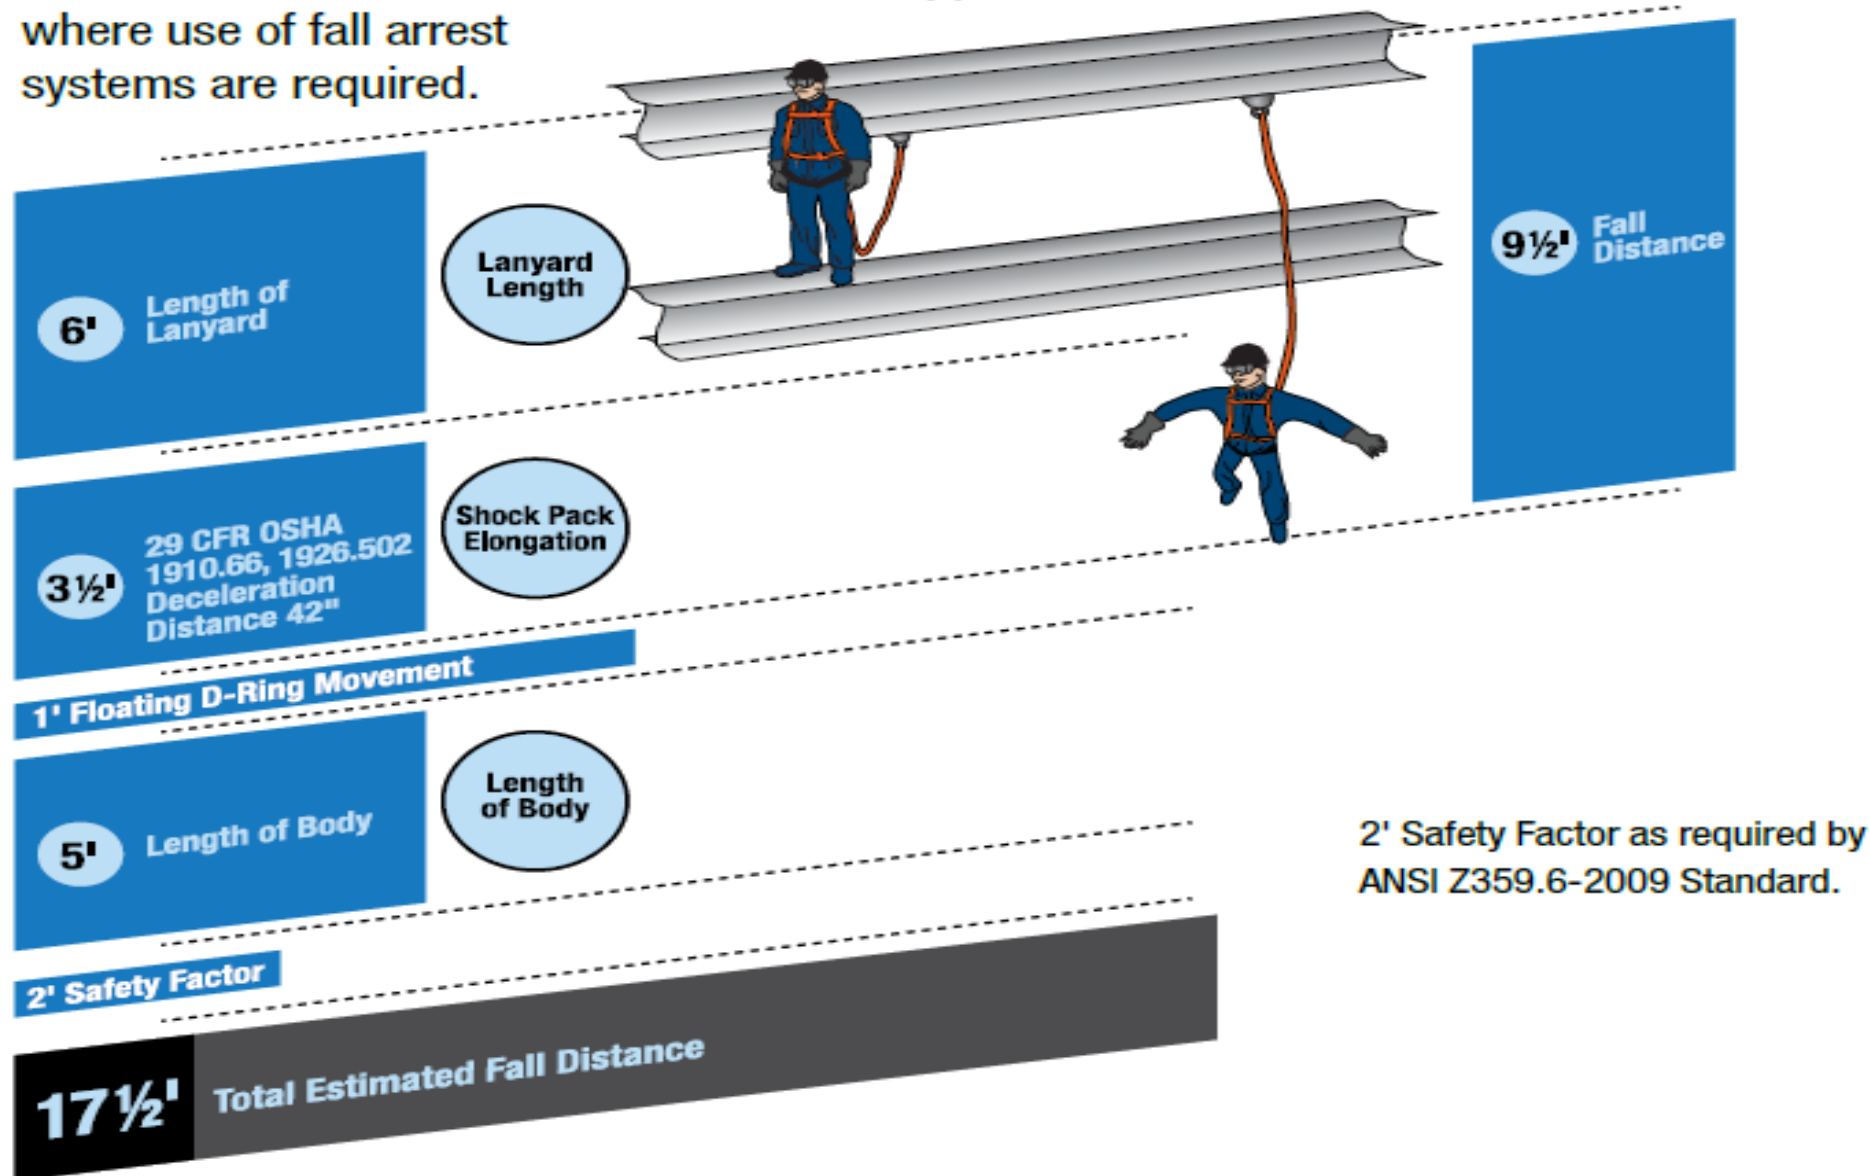 where use of fall arrest
systems are required.
6'
Length of
Lanyard
Lanyard
Length
9½'
Fall
Distance
3½'
29 CFR OSHA
1910.66, 1926.502
Deceleration
Distance 42"
Shock Pack
Elongation
1' Floating D-Ring Movement
5'
Length of Body
Length
of Body
2' Safety Factor as required by
ANSI Z359.6-2009 Standard.
2' Safety Factor
17½'
Total Estimated Fall Distance